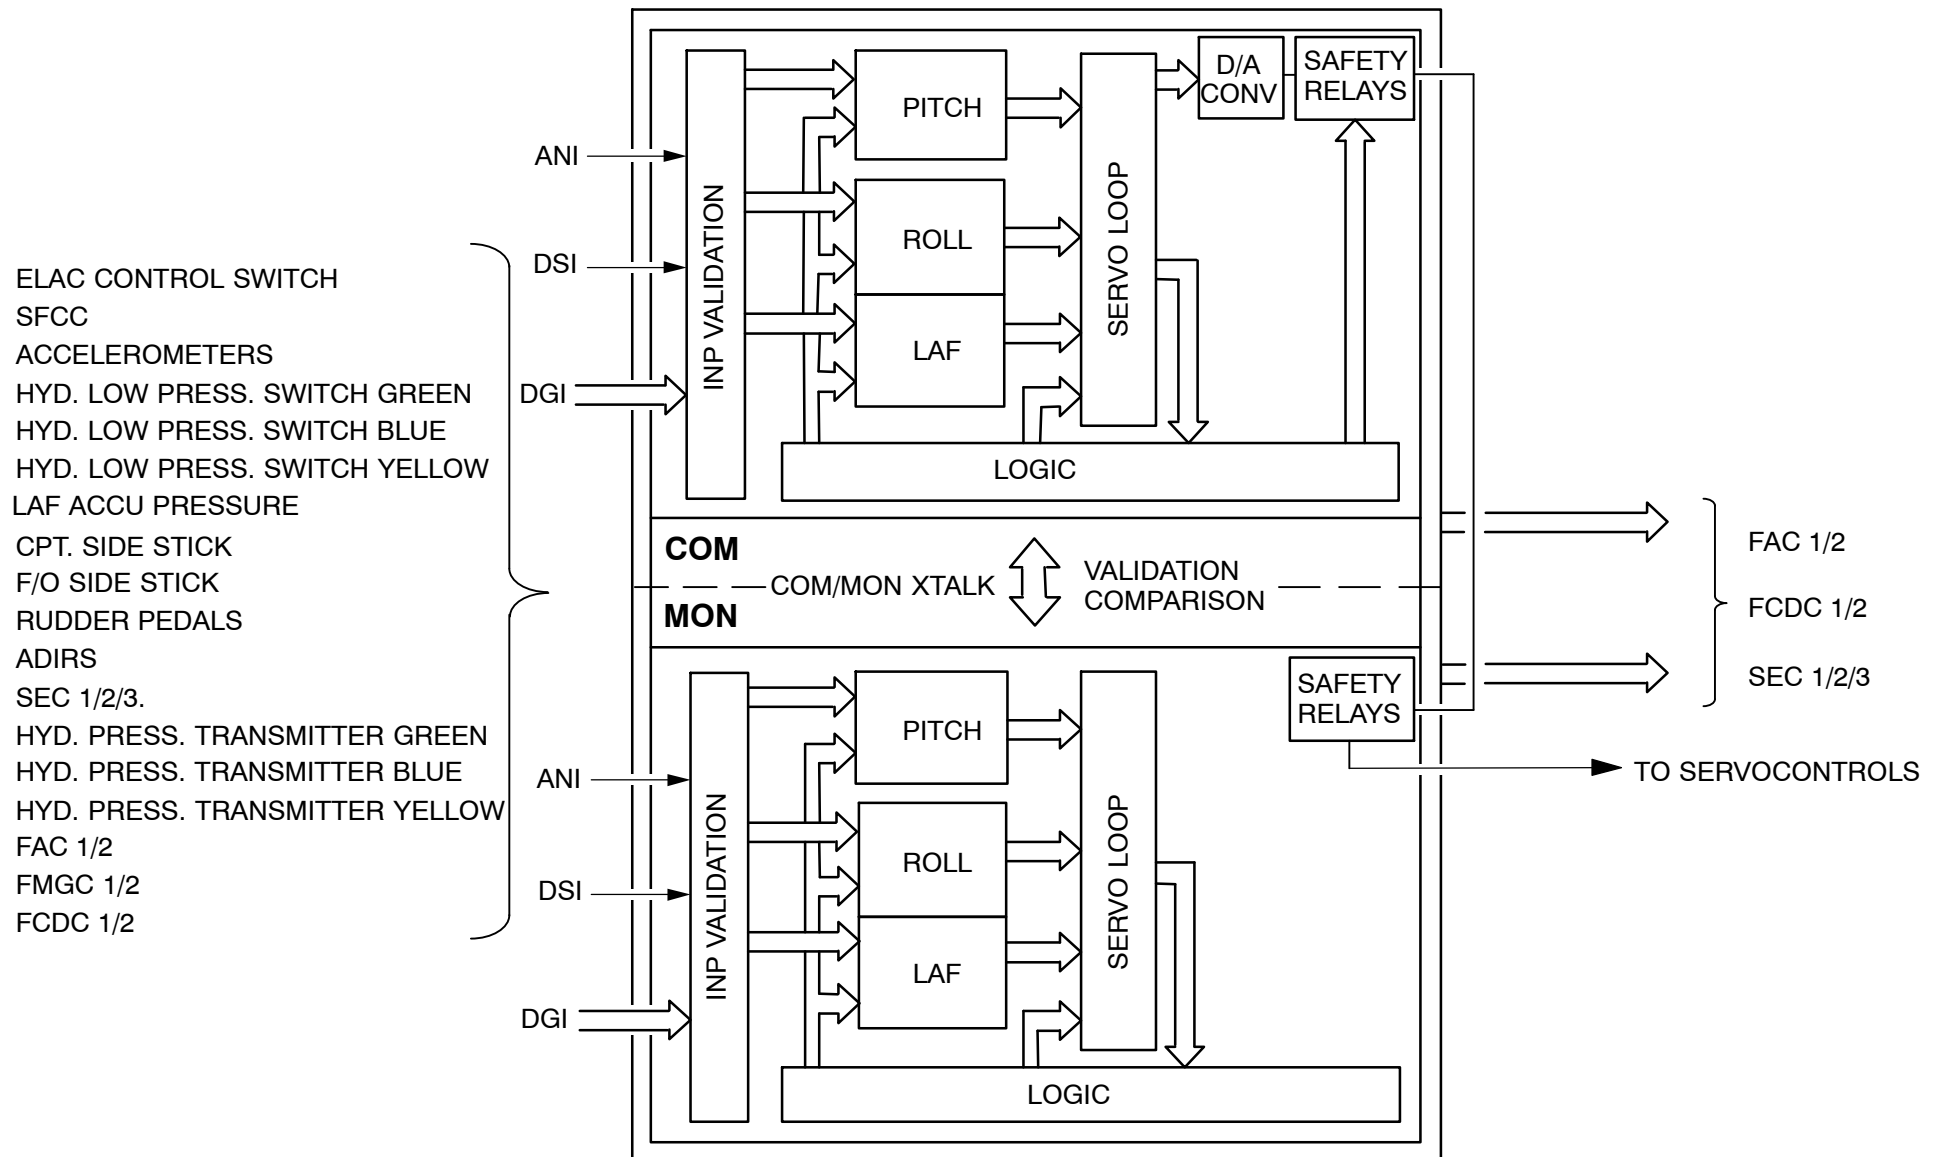 ELAC CONTROL SWITCH
SFCC
ACCELEROMETERS
HYD. LOW PRESS. SWITCH GREEN
HYD. LOW PRESS. SWITCH BLUE
HYD. LOW PRESS. SWITCH YELLOW
LAF ACCU PRESSURE
CPT. SIDE STICK
F/O SIDE STICK
RUDDER PEDALS
ADIRS
SEC 1/2/3.
HYD. PRESS. TRANSMITTER GREEN
HYD. PRESS. TRANSMITTER BLUE
HYD. PRESS. TRANSMITTER YELLOW
FAC 1/2
FMGC 1/2
FCDC 1/2
ANI
DSI
DGI
INP VALIDATION
PITCH
ROLL
LAF
SERVO LOOP
D/A
CONV
SAFETY
RELAYS
LOGIC
COM
COM/MON XTALK
VALIDATION
COMPARISON
MON
ANI
DSI
DGI
INP VALIDATION
PITCH
ROLL
LAF
SERVO LOOP
SAFETY
RELAYS
LOGIC
FAC 1/2
FCDC 1/2
SEC 1/2/3
TO SERVOCONTROLS